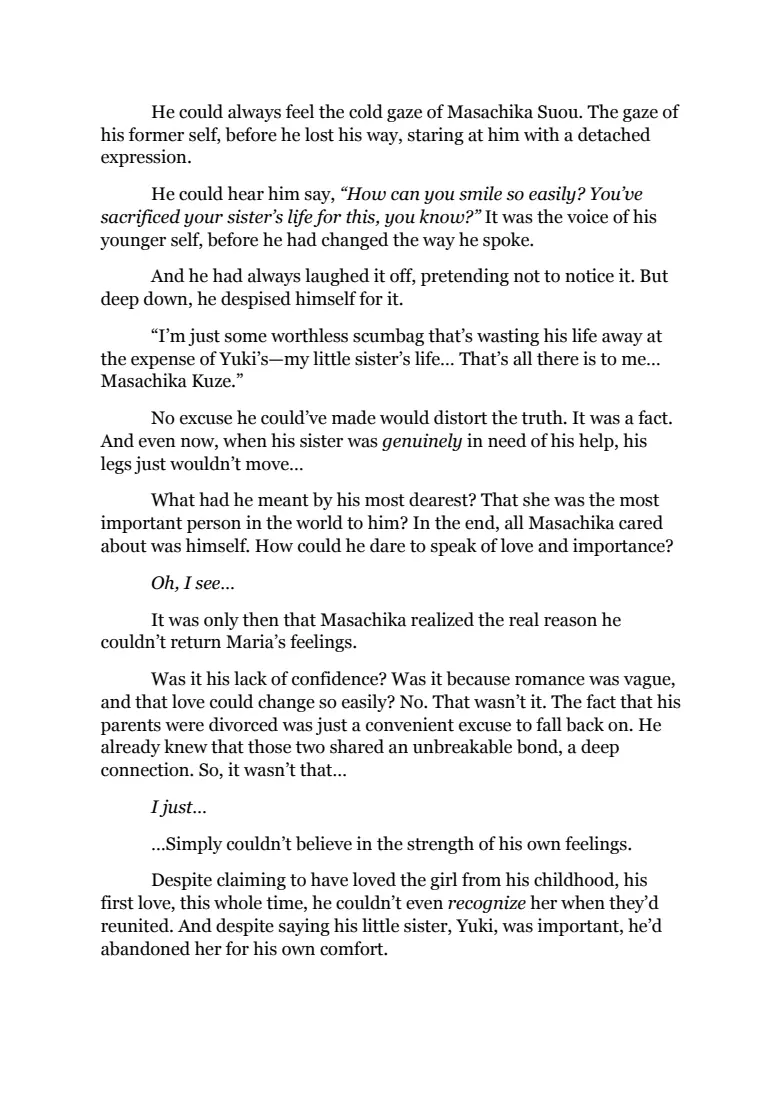 He could always feel the cold gaze of Masachika Suou. The gaze of
his former self, before he lost his way, staring at him with a detached
expression.
He could hear him say, “How can you smile so easily? You’ve
sacrificed your sister’s life for this, you know?” It was the voice of his
younger self, before he had changed the way he spoke.
And he had always laughed it off, pretending not to notice it. But
deep down, he despised himself for it.
“I’m just some worthless scumbag that’s wasting his life away at
the expense of Yuki’s—my little sister’s life… That’s all there is to me…
Masachika Kuze.”
No excuse he could’ve made would distort the truth. It was a fact.
And even now, when his sister was genuinely in need of his help, his
legs just wouldn’t move…
What had he meant by his most dearest? That she was the most
important person in the world to him? In the end, all Masachika cared
about was himself. How could he dare to speak of love and importance?
Oh, I see…
It was only then that Masachika realized the real reason he
couldn’t return Maria’s feelings.
Was it his lack of confidence? Was it because romance was vague,
and that love could change so easily? No. That wasn’t it. The fact that his
parents were divorced was just a convenient excuse to fall back on. He
already knew that those two shared an unbreakable bond, a deep
connection. So, it wasn’t that…
I just…
…Simply couldn’t believe in the strength of his own feelings.
Despite claiming to have loved the girl from his childhood, his
first love, this whole time, he couldn’t even recognize her when they’d
reunited. And despite saying his little sister, Yuki, was important, he’d
abandoned her for his own comfort.